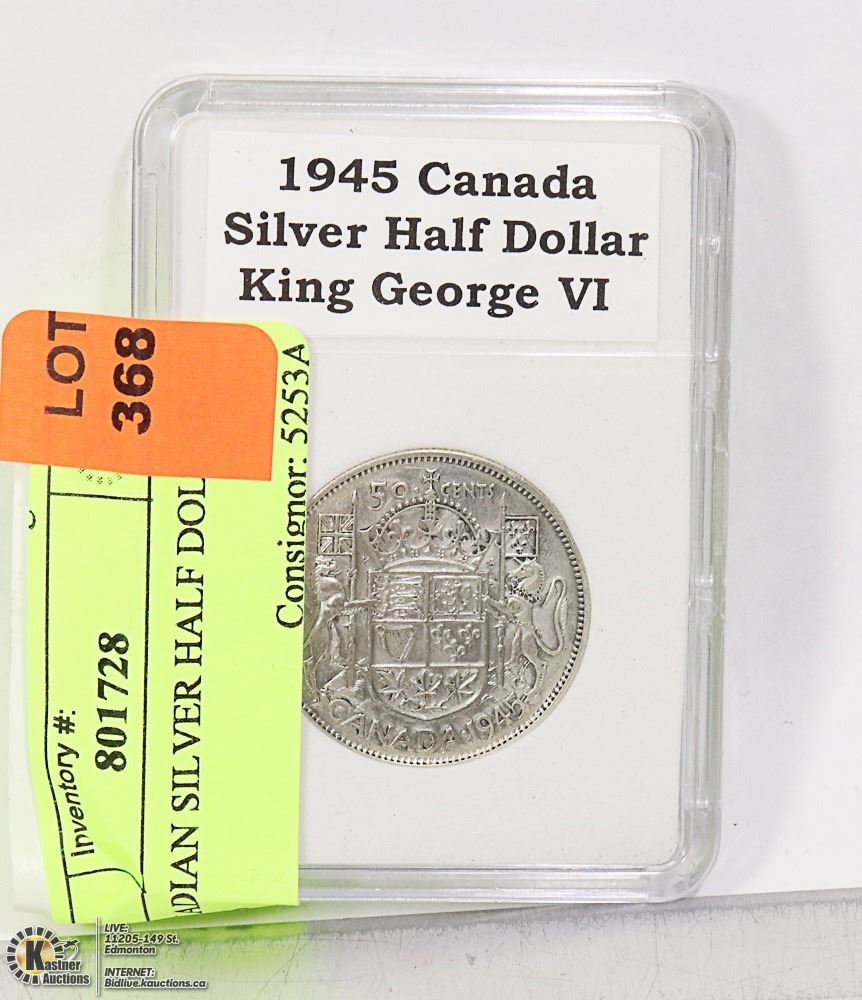 1945 Canada
Silver Half Dollar
King George VI
LOT
368
Consignor: 5253A
Inventory #:
801728
ADIAN SILVER HALF DOL
50 CENTS
CANADA 1945
Kastner
Auctions
LIVE:
11205-149 St.
Edmonton
INTERNET:
Bidlive.kauctions.ca